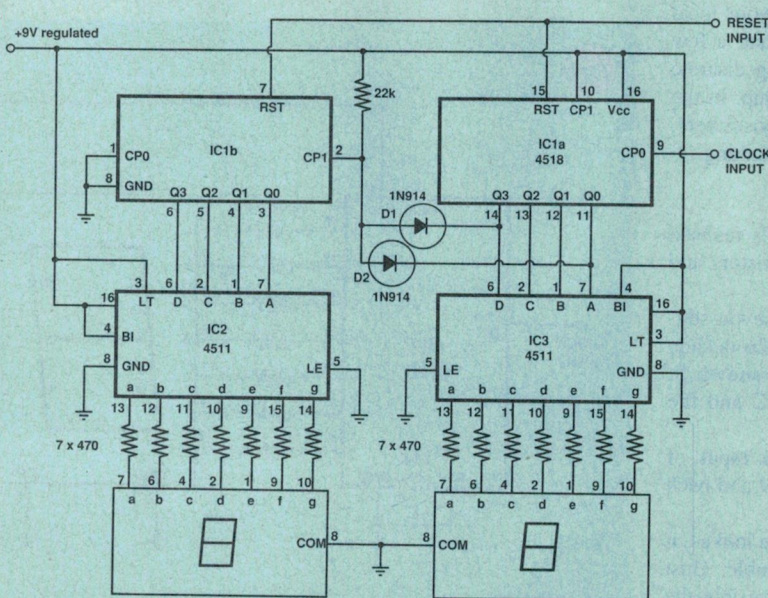 RESET
INPUT
+9V regulated
7
RST
22k
15 10 16
RST CP1 Vcc
1 CP0
IC1b
CP1 2
IC1a
4518
CP0 9
CLOCK
INPUT
8 GND
Q3 Q2 Q1 Q0
6 5 4 3
1N914
D1
Q3 Q2 Q1 Q0
14 13 12 11
D2
1N914
3 6 2 1 7
LT D C B A
16
4 BI
IC2
4511
8 GND
LE 5
a b c d e f g
13 12 11 10 9 15 14
7 x 470
7 6 4 2 1 9 10
a b c d e f g
COM 8
6 2 1 7 4
D C B A BI
16
IC3
4511
LT 3
5 LE
GND 8
a b c d e f g
13 12 11 10 9 15 14
7 x 470
7 6 4 2 1 9 10
a b c d e f g
8 COM